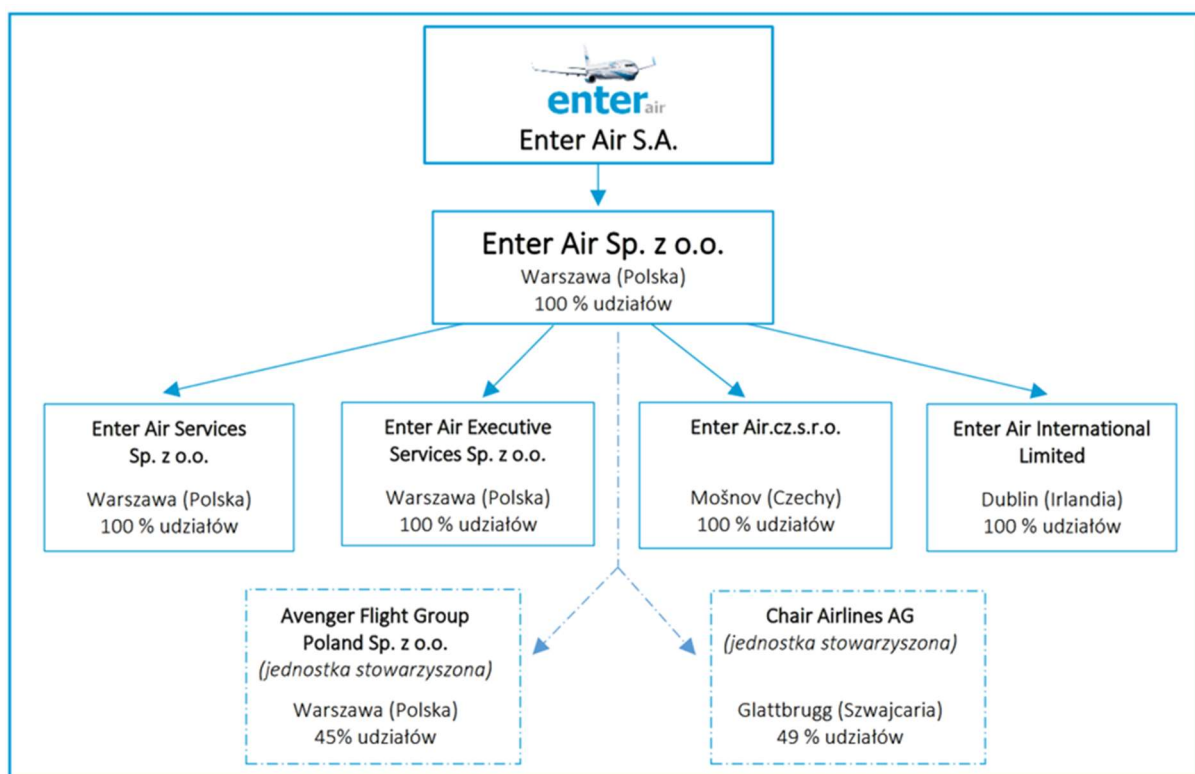 enter air
Enter Air S.A.
Enter Air Sp. z o.o.
Warszawa (Polska)
100 % udziałów
Enter Air Services
Sp. z o.o.
Warszawa (Polska)
100 % udziałów
Enter Air Executive
Services Sp. z o.o.
Warszawa (Polska)
100 % udziałów
Enter Air.cz.s.r.o.
Mošnov (Czechy)
100 % udziałów
Enter Air International
Limited
Dublin (Irlandia)
100 % udziałów
Avenger Flight Group
Poland Sp. z o.o.
(jednostka stowarzyszona)
Warszawa (Polska)
45% udziałów
Chair Airlines AG
(jednostka stowarzyszona)
Glattbrugg (Szwajcaria)
49 % udziałów